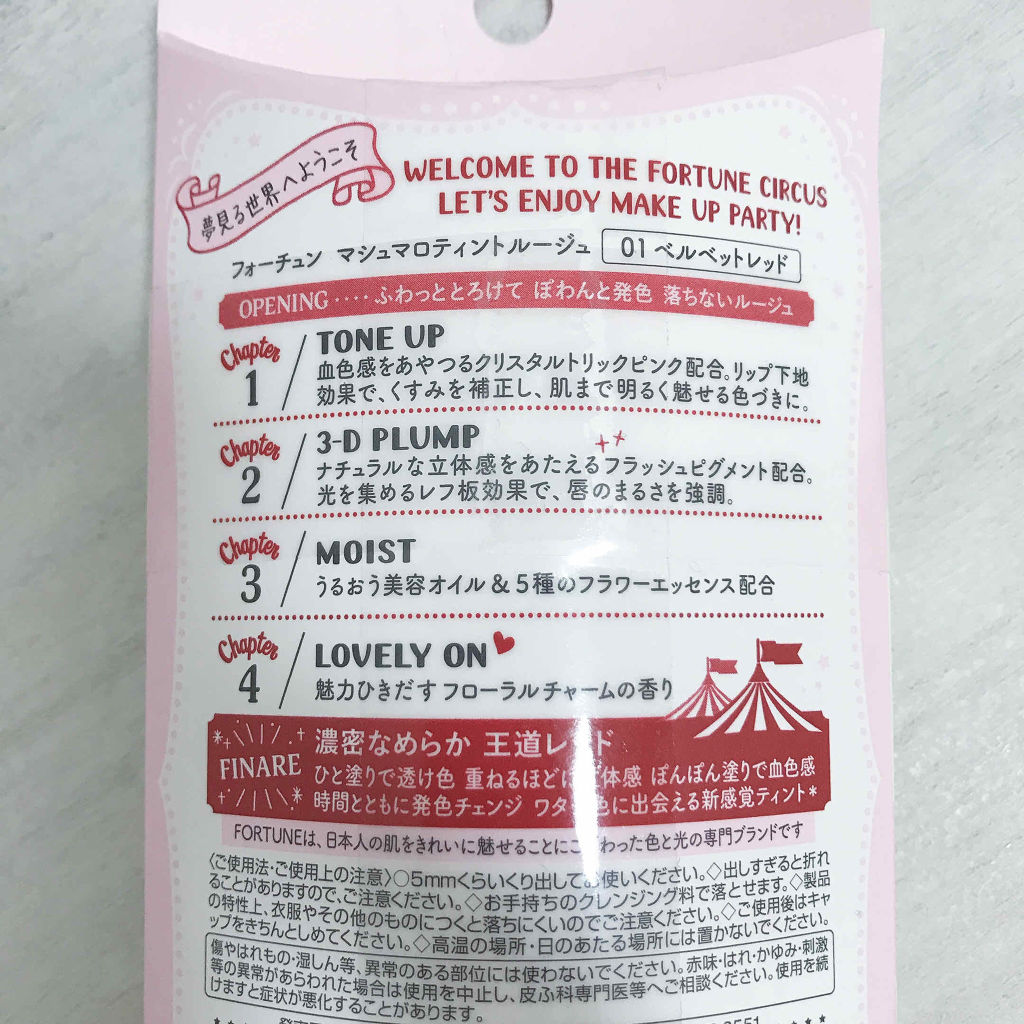 夢見る世界へようこそ
WELCOME TO THE FORTUNE CIRCUS
LET'S ENJOY MAKE UP PARTY!
フォーチュン マシュマロティントルージュ 01 ベルベットレッド
OPENING ････ ふわっととろけて ぽわんと発色 落ちないルージュ
Chapter 1 TONE UP
血色感をあやつるクリスタルトリックピンク配合。リップ下地
効果で、くすみを補正し、肌まで明るく魅せる色づきに。
Chapter 2 3-D PLUMP
ナチュラルな立体感をあたえるフラッシュピグメント配合。
光を集めるレフ板効果で、唇のまるさを強調。
Chapter 3 MOIST
うるおう美容オイル & 5種のフラワーエッセンス配合
Chapter 4 LOVELY ON
魅力ひきだす フローラルチャームの香り
FINARE
濃密なめらか 王道レ ド
ひと塗りで透け色 重ねるほどに 体感 ぽんぽん塗りで血色感
時間とともに発色チェンジ ワタ 色に出会える新感覚ティント*
FORTUNEは、日本人の肌をきれいに魅せることにこ わった色と光の専門ブランドです
〈ご使用法・ご使用上の注意〉○5mmくらいくり出してお使いください。◇出しすぎると折れ
ることがありますので、ご注意ください。◇お手持ちのクレンジング料で落とせます。◇製品
の特性上、衣服やその他のものにつくと落ちにくいのでご注意ください。◇ご使用後はキャ
ップをきちんとしめてください。◇高温の場所・日のあたる場所には置かないでください。
傷やはれもの・湿しん等、異常のある部位には使わないでください。赤味・はれ・かゆみ・刺激
等の異常があらわれた場合は使用を中止し、皮ふ科専門医等へご相談ください。使用を続
けますと症状が悪化することがあります。